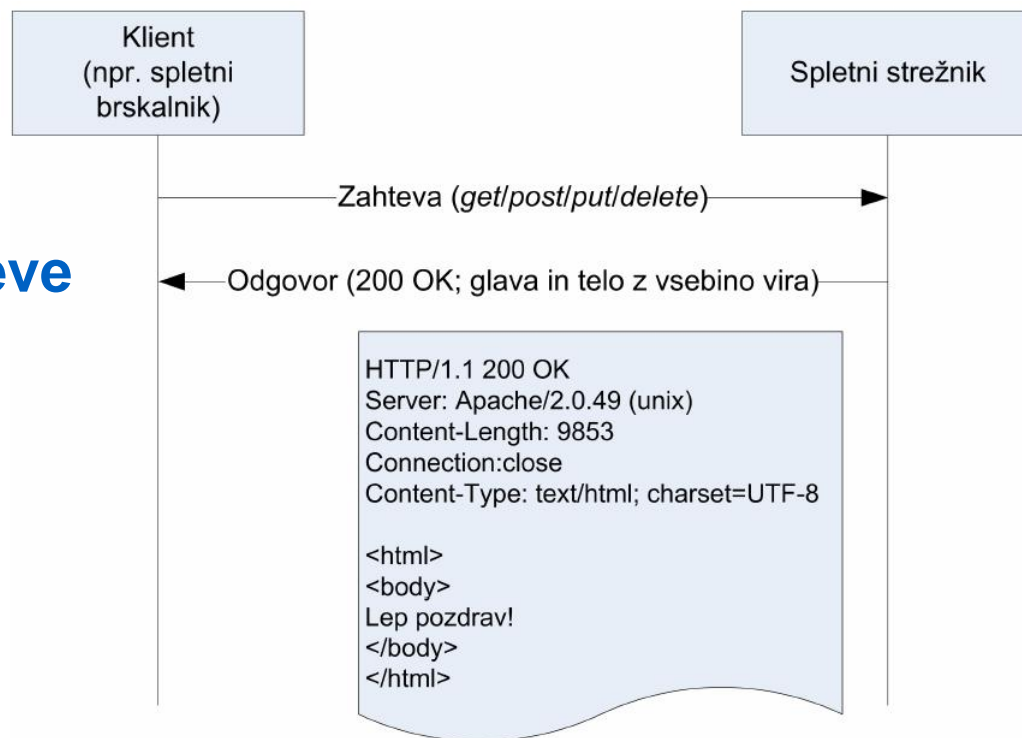 Klient
(npr. spletni
brskalnik)
Spletni strežnik
Zahteva (get/post/put/delete)
eve
Odgovor (200 OK; glava in telo z vsebino vira)
HTTP/1.1 200 OK
Server: Apache/2.0.49 (unix)
Content-Length: 9853
Connection:close
Content-Type: text/html; charset=UTF-8
<html>
<body>
Lep pozdrav!
</body>
</html>